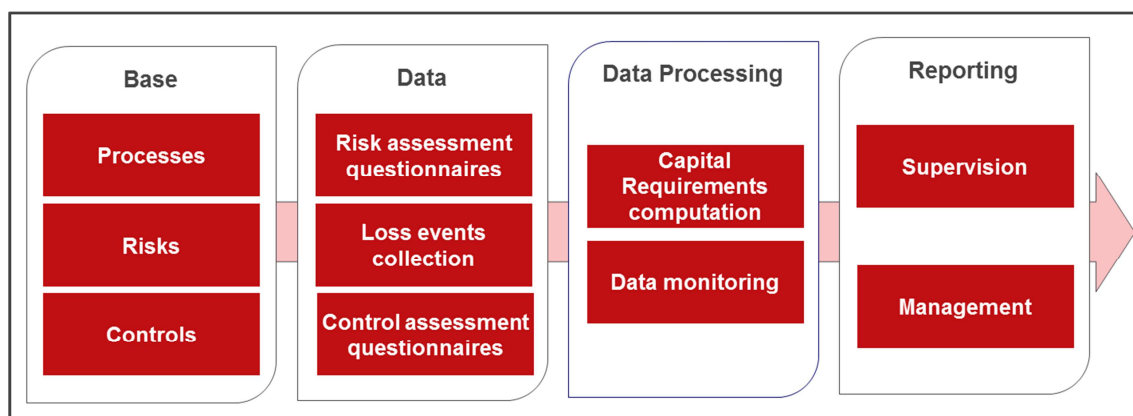 Base
Processes
Risks
Controls
Data
Risk assessment
questionnaires
Loss events
collection
Control assessment
questionnaires
Data Processing
Capital
Requirements
computation
Data monitoring
Reporting
Supervision
Management